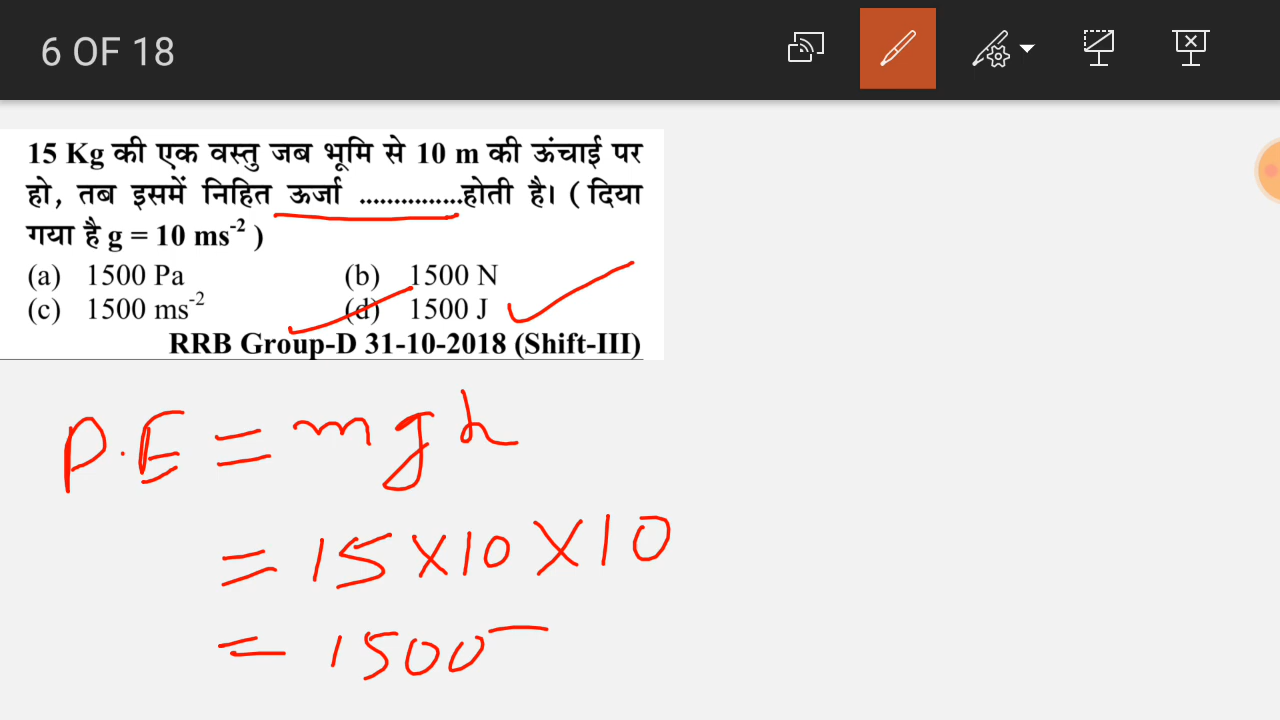 6 OF 18
15 Kg की एक वस्तु जब भूमि से 10 m की ऊंचाई पर
हो, तब इसमें निहित ऊर्जा ...............होती है। ( दिया
गया है g = 10 ms⁻² )
(a) 1500 Pa (b) 1500 N
(c) 1500 ms⁻² (d) 1500 J
RRB Group-D 31-10-2018 (Shift-III)
P.E = mgh
= 15 × 10 × 10
= 1500